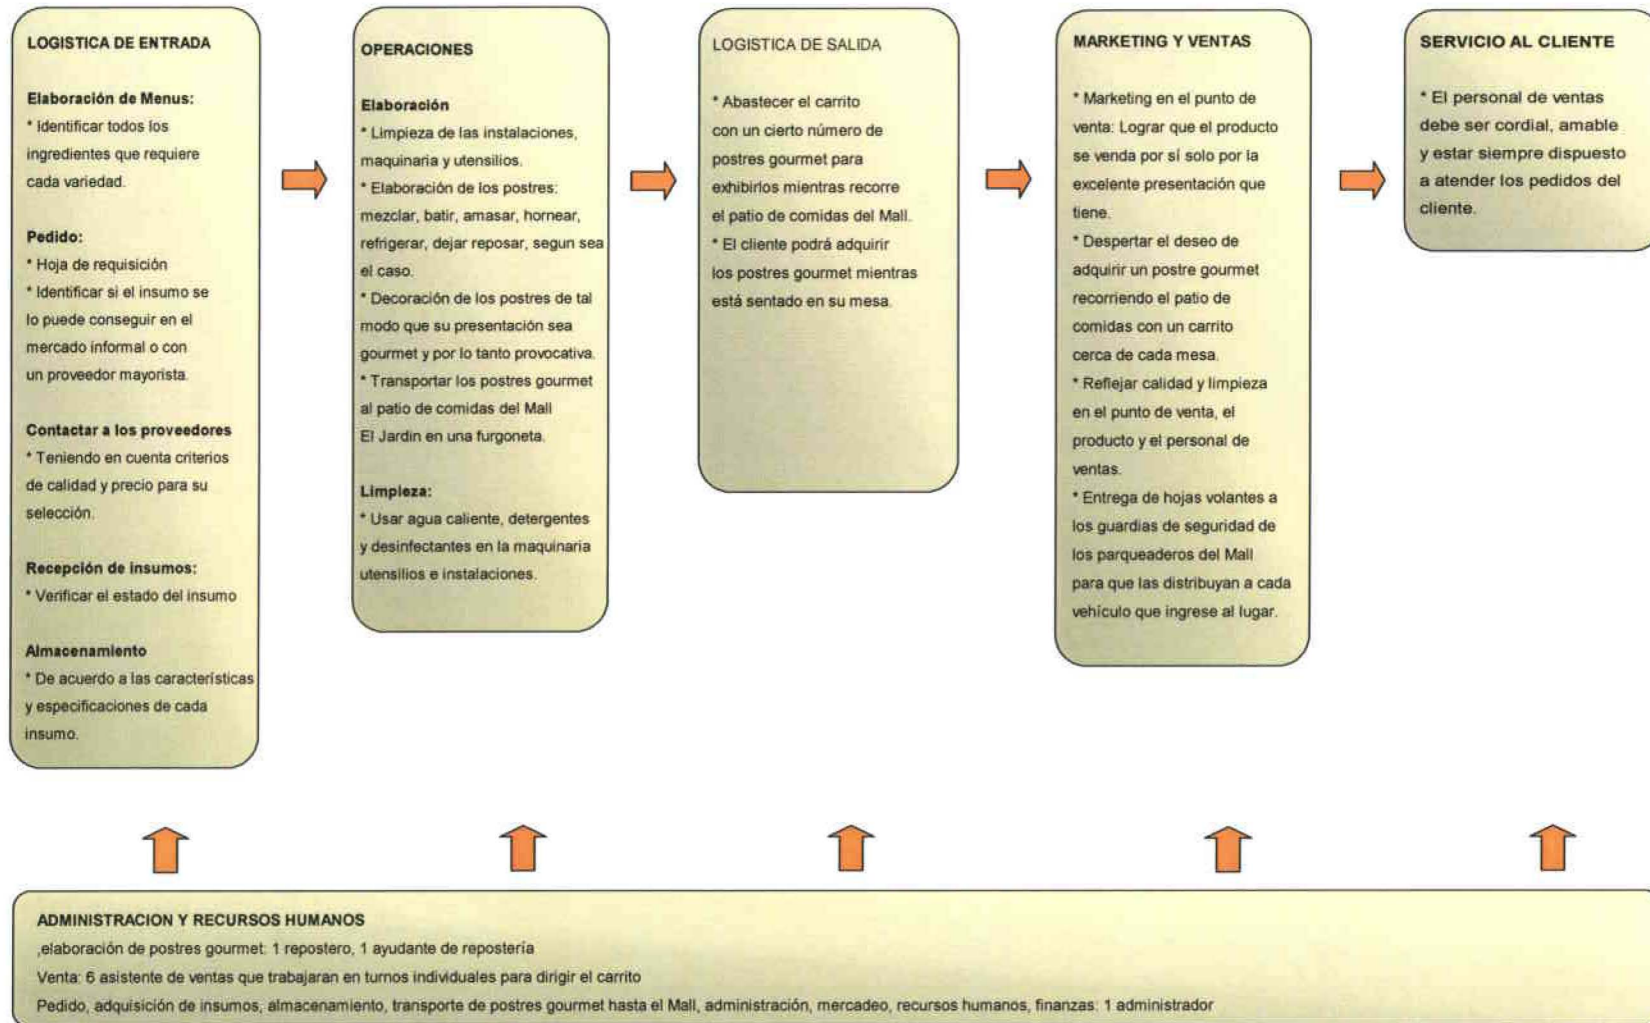 LOGISTICA DE ENTRADA
Elaboración de Menus:
* Identificar todos los
ingredientes que requiere
cada variedad.
Pedido:
* Hoja de requisición
* Identificar si el insumo se
lo puede conseguir en el
mercado informal o con
un proveedor mayorista.
Contactar a los proveedores
* Teniendo en cuenta criterios
de calidad y precio para su
selección.
Recepción de insumos:
* Verificar el estado del insumo
Almacenamiento
* De acuerdo a las características
y especificaciones de cada
insumo.
OPERACIONES
Elaboración
* Limpieza de las instalaciones,
maquinaria y utensilios.
* Elaboración de los postres:
mezclar, batir, amasar, hornear,
refrigerar, dejar reposar, segun sea
el caso.
* Decoración de los postres de tal
modo que su presentación sea
gourmet y por lo tanto provocativa.
* Transportar los postres gourmet
al patio de comidas del Mall
El Jardin en una furgoneta.
Limpieza:
* Usar agua caliente, detergentes
y desinfectantes en la maquinaria
utensilios e instalaciones.
LOGISTICA DE SALIDA
* Abastecer el carrito
con un cierto número de
postres gourmet para
exhibirlos mientras recorre
el patio de comidas del Mall.
* El cliente podrá adquirir
los postres gourmet mientras
está sentado en su mesa.
MARKETING Y VENTAS
* Marketing en el punto de
venta: Lograr que el producto
se venda por sí solo por la
excelente presentación que
tiene.
* Despertar el deseo de
adquirir un postre gourmet
recorriendo el patio de
comidas con un carrito
cerca de cada mesa.
* Reflejar calidad y limpieza
en el punto de venta, el
producto y el personal de
ventas.
* Entrega de hojas volantes a
los guardias de seguridad de
los parqueaderos del Mall
para que las distribuyan a cada
vehículo que ingrese al lugar.
SERVICIO AL CLIENTE
* El personal de ventas
debe ser cordial, amable
y estar siempre dispuesto
a atender los pedidos del
cliente.
ADMINISTRACION Y RECURSOS HUMANOS
,elaboración de postres gourmet: 1 repostero, 1 ayudante de repostería
Venta: 6 asistente de ventas que trabajaran en turnos individuales para dirigir el carrito
Pedido, adquisición de insumos, almacenamiento, transporte de postres gourmet hasta el Mall, administración, mercadeo, recursos humanos, finanzas: 1 administrador